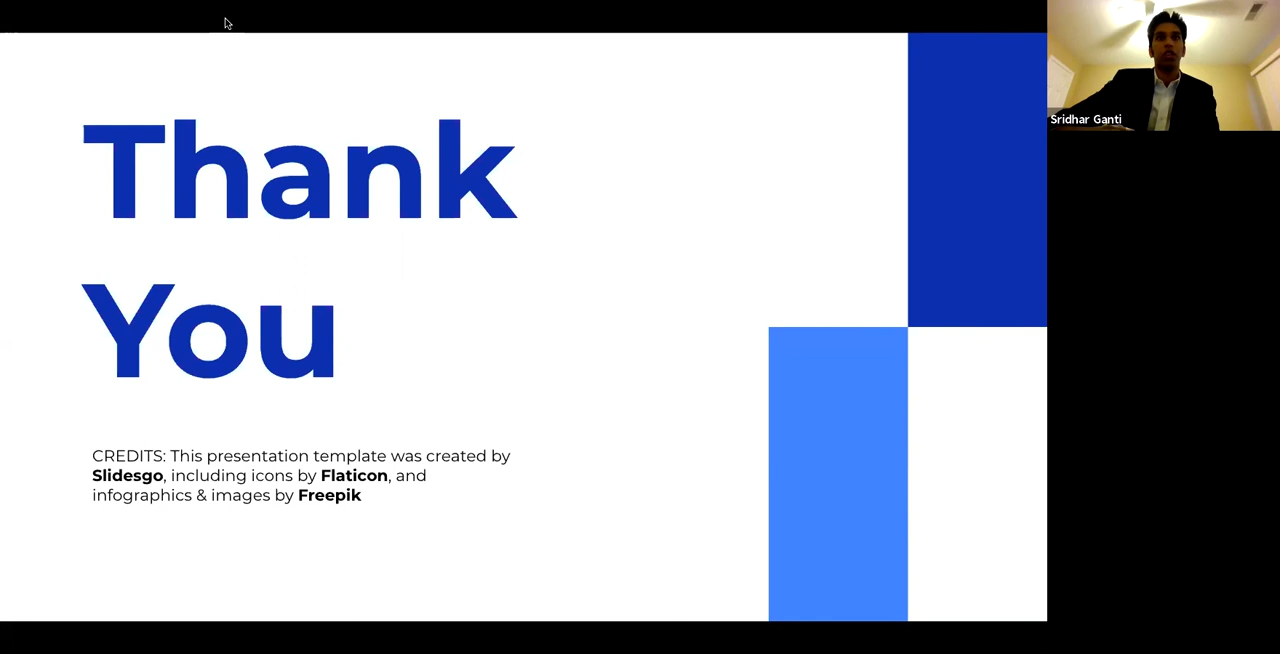 Thank
You
CREDITS: This presentation template was created by
Slidesgo, including icons by Flaticon, and
infographics & images by Freepik
Sridhar Ganti